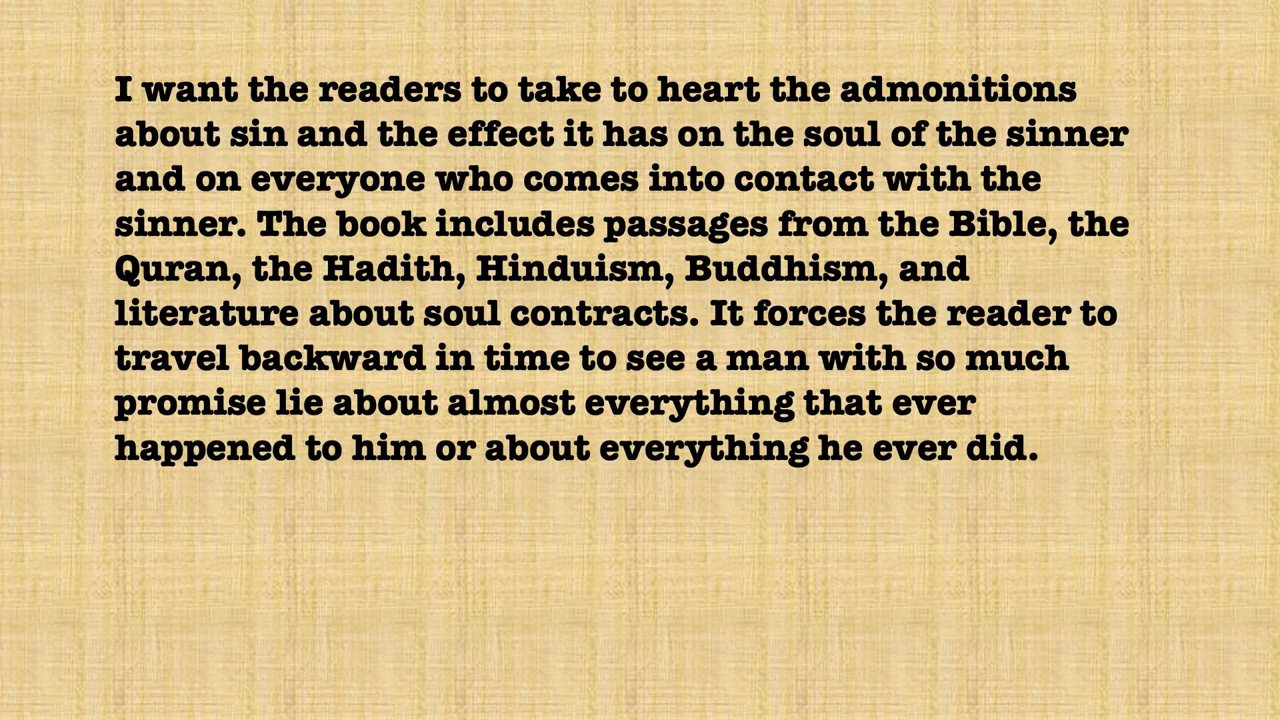 I want the readers to take to heart the admonitions
about sin and the effect it has on the soul of the sinner
and on everyone who comes into contact with the
sinner. The book includes passages from the Bible, the
Quran, the Hadith, Hinduism, Buddhism, and
literature about soul contracts. It forces the reader to
travel backward in time to see a man with so much
promise lie about almost everything that ever
happened to him or about everything he ever did.